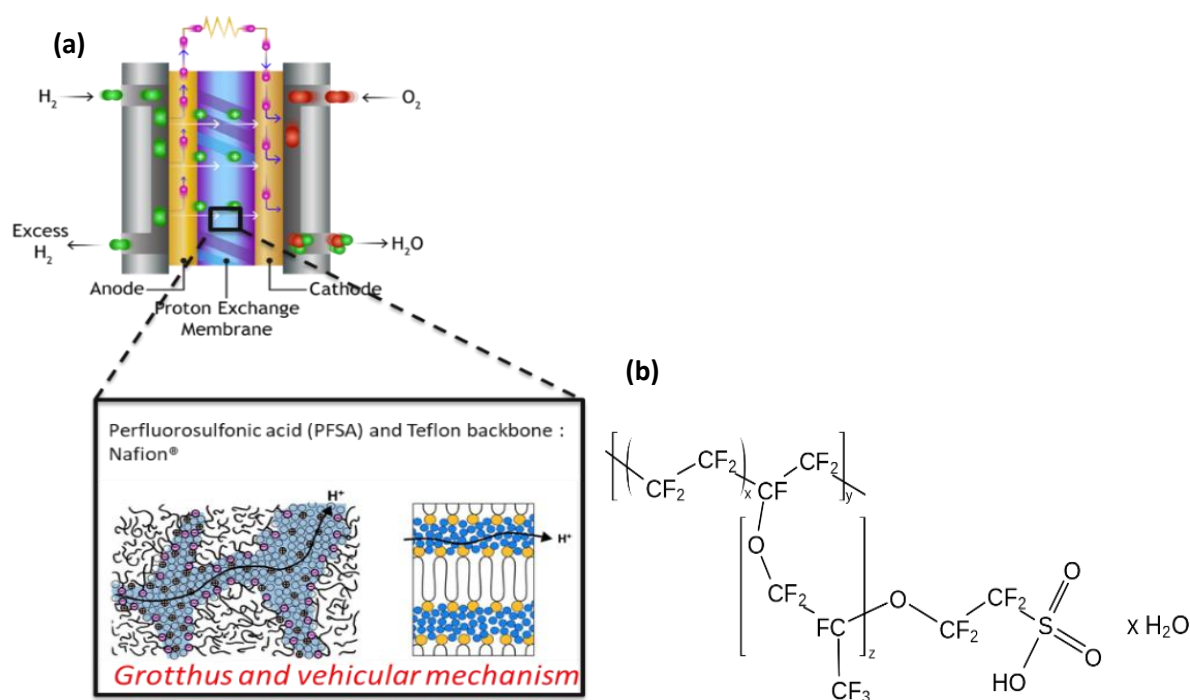 (a)
H2
O2
Excess
H2
H2O
Anode
Cathode
Proton Exchange
Membrane
Perfluorosulfonic acid (PFSA) and Teflon backbone :
Nafion®
H+
H+
Grotthus and vehicular mechanism
(b)
CF2
CF2
x
CF
CF2
y
CF2
O
CF2
FC
z
CF3
O
CF2
CF2
S
O
O
HO
x H2O